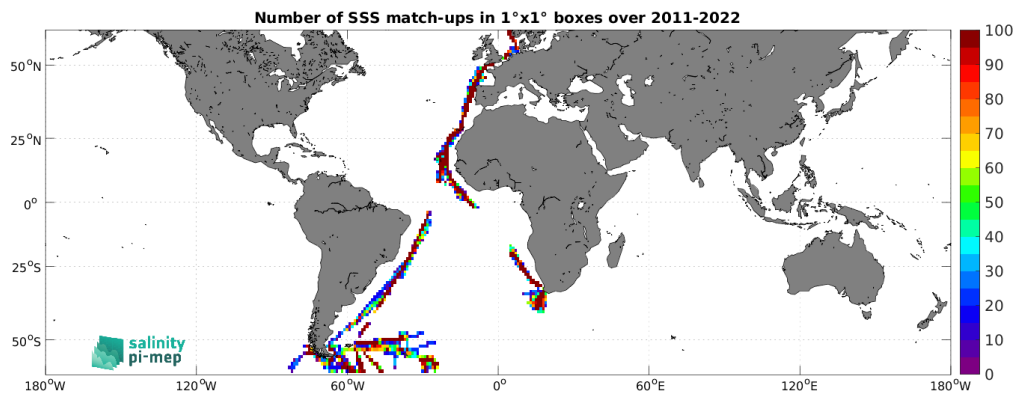 Number of SSS match-ups in 1°x1° boxes over 2011-2022
100
90
80
70
60
50
40
30
20
10
0
50°N
25°N
0°
25°S
50°S
salinity
pi-mep
180°W 120°W 60°W 0° 60°E 120°E 180°W